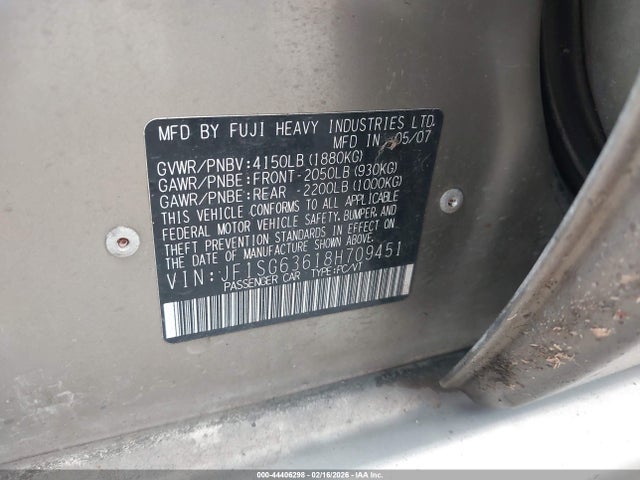 MFD BY FUJI HEAVY INDUSTRIES LTD.
MFD IN 05/07
GVWR/PNBV:4150LB(1880KG)
GAWR/PNBE:FRONT-2050LB(930KG)
GAWR/PNBE:REAR -2200LB(1000KG)
THIS VEHICLE CONFORMS TO ALL APPLICABLE
FEDERAL MOTOR VEHICLE SAFETY, BUMPER, AND
THEFT PREVENTION STANDARDS IN EFFECT
ON THE DATE OF MANUFACTURE SHOWN ABOVE
VIN:JF1SG63618H709451
PASSENGER CAR TYPE:PC/VT
000-44406298 - 02/16/2026 - IAAI.COM